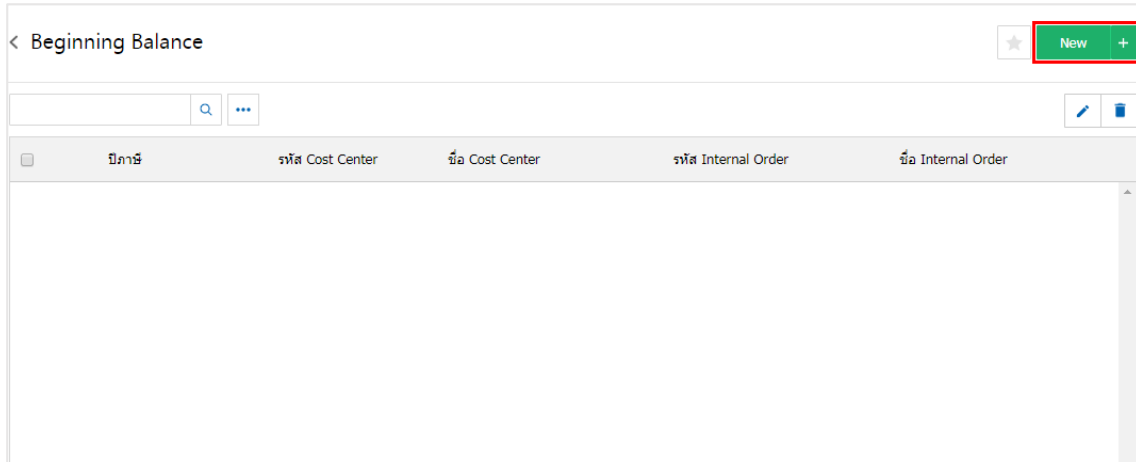 < Beginning Balance
New +
ปีภาษี รหัส Cost Center ชื่อ Cost Center รหัส Internal Order ชื่อ Internal Order